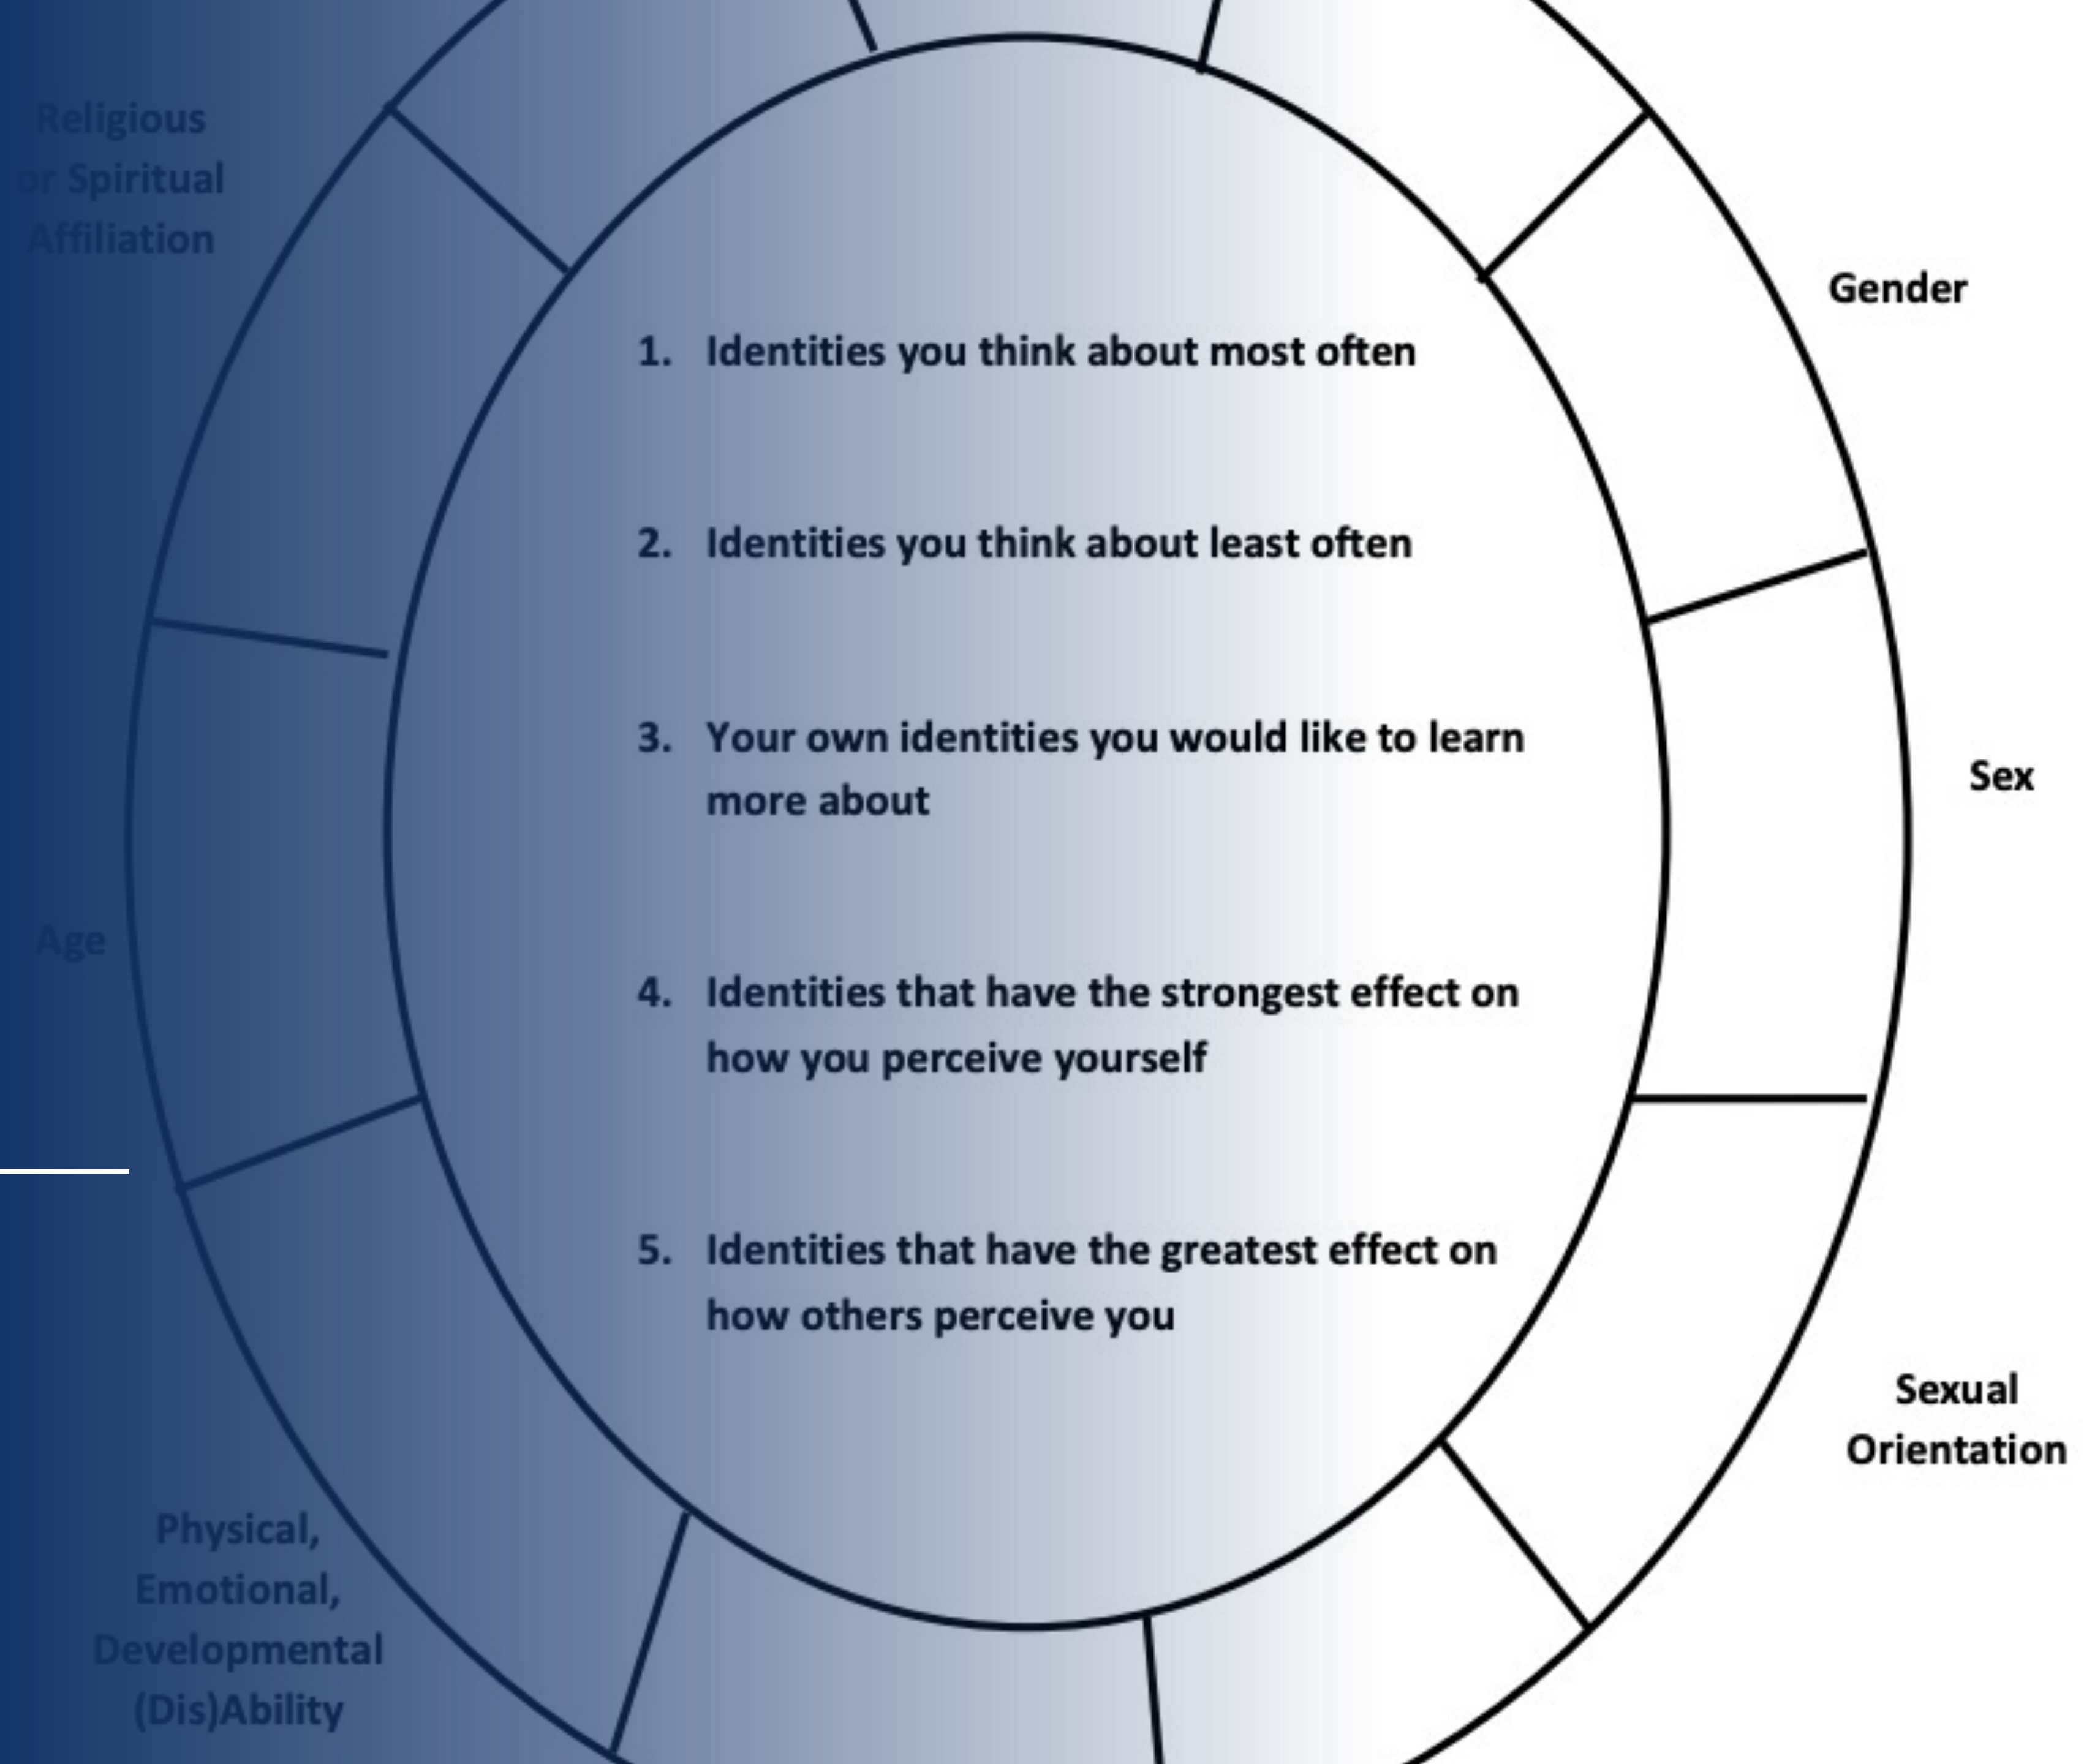 Religious
or Spiritual
Affiliation
Gender
1. Identities you think about most often
2. Identities you think about least often
3. Your own identities you would like to learn
more about
Sex
Age
4. Identities that have the strongest effect on
how you perceive yourself
5. Identities that have the greatest effect on
how others perceive you
Sexual
Orientation
Physical,
Emotional,
Developmental
(Dis)Ability